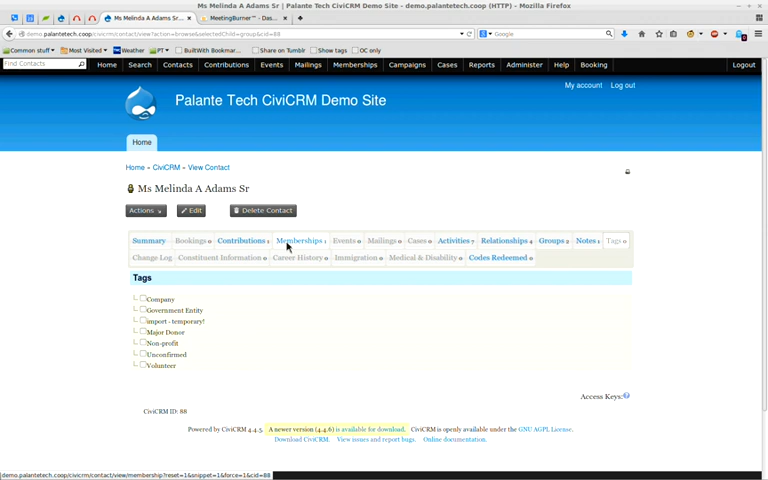 Ms Melinda A Adams Sr | Palante Tech CiviCRM Demo Site - demo.palantetech.coop (HTTP) - Mozilla Firefox
Ms Melinda A Adams Sr | P... × MeetingBurner™ - Das... ×
demo.palantetech.coop/civicrm/contact/view?action=browse&selectedChild=group&cid=88 Google
Common stuff Most Visited Weather PT BuiltWith Bookmar... Share on Tumblr Show tags OC only
Find Contacts Home Search Contacts Contributions Events Mailings Memberships Campaigns Cases Reports Administer Help Booking Logout
My account Log out
Palante Tech CiviCRM Demo Site
Home
Home » CiviCRM » View Contact
Ms Melinda A Adams Sr
Actions Edit Delete Contact
Summary Bookings 0 Contributions 1 Memberships 1 Events 0 Mailings 0 Cases 0 Activities 7 Relationships 4 Groups 2 Notes 1 Tags 0
Change Log Constituent Information 0 Career History 0 Immigration 0 Medical & Disability 0 Codes Redeemed 0
Tags
Company
Government Entity
import - temporary?
Major Donor
Non-profit
Unconfirmed
Volunteer
Access Keys:
CiviCRM ID: 88
Powered by CiviCRM 4.4.5. A newer version (4.4.6) is available for download. CiviCRM is openly available under the GNU AGPL License.
Download CiviCRM. View issues and report bugs. Online documentation.
demo.palantetech.coop/civicrm/contact/view/membership?reset=1&snippet=1&force=1&cid=88